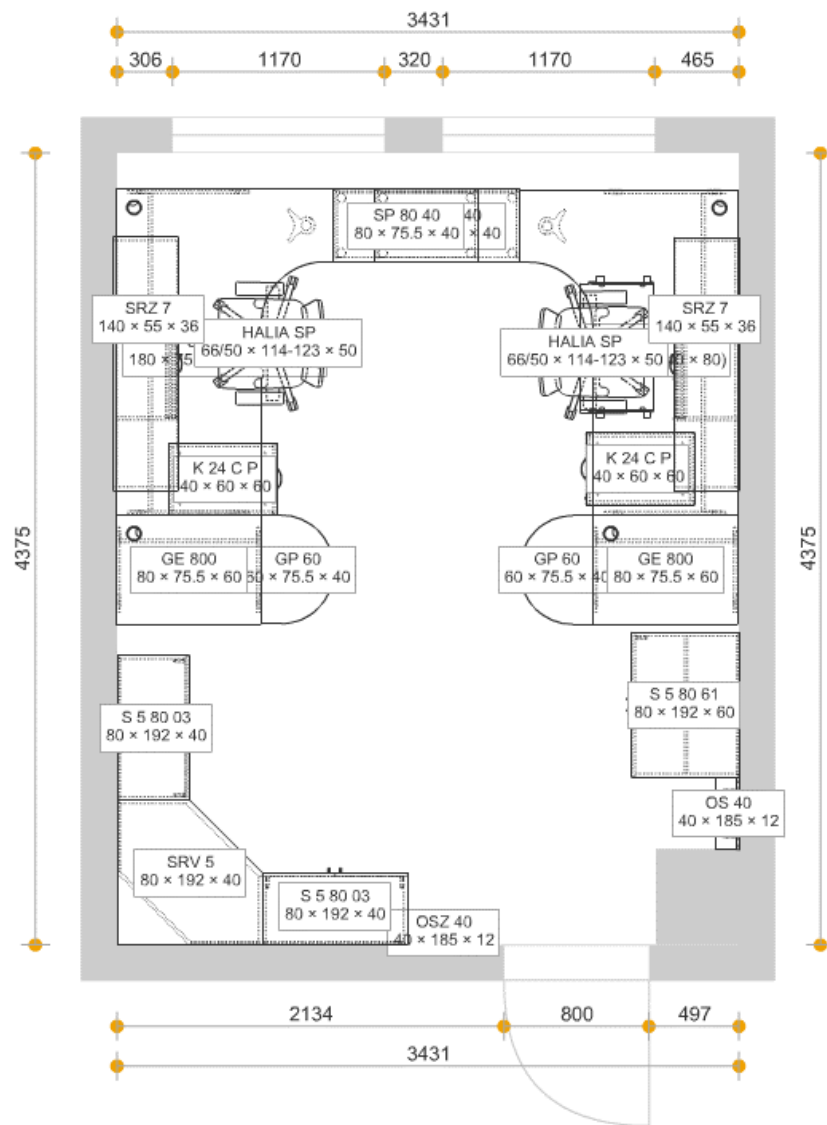 3431
306 1170 320 1170 465
SP 80 40 40
80 × 75.5 × 40 × 40
SRZ 7
140 × 55 × 36
180 ×
HALIA SP
66/50 × 114-123 × 50
HALIA SP
66/50 × 114-123 × 50
× 80)
SRZ 7
140 × 55 × 36
K 24 C P
40 × 60 × 60
K 24 C P
40 × 60 × 60
4375
4375
GE 800
80 × 75.5 × 60
GP 60
60 × 75.5 × 40
GP 60
60 × 75.5 × 40
GE 800
80 × 75.5 × 60
S 5 80 03
80 × 192 × 40
S 5 80 61
80 × 192 × 60
OS 40
40 × 185 × 12
SRV 5
80 × 192 × 40
S 5 80 03
80 × 192 × 40
OSZ 40
40 × 185 × 12
2134 800 497
3431